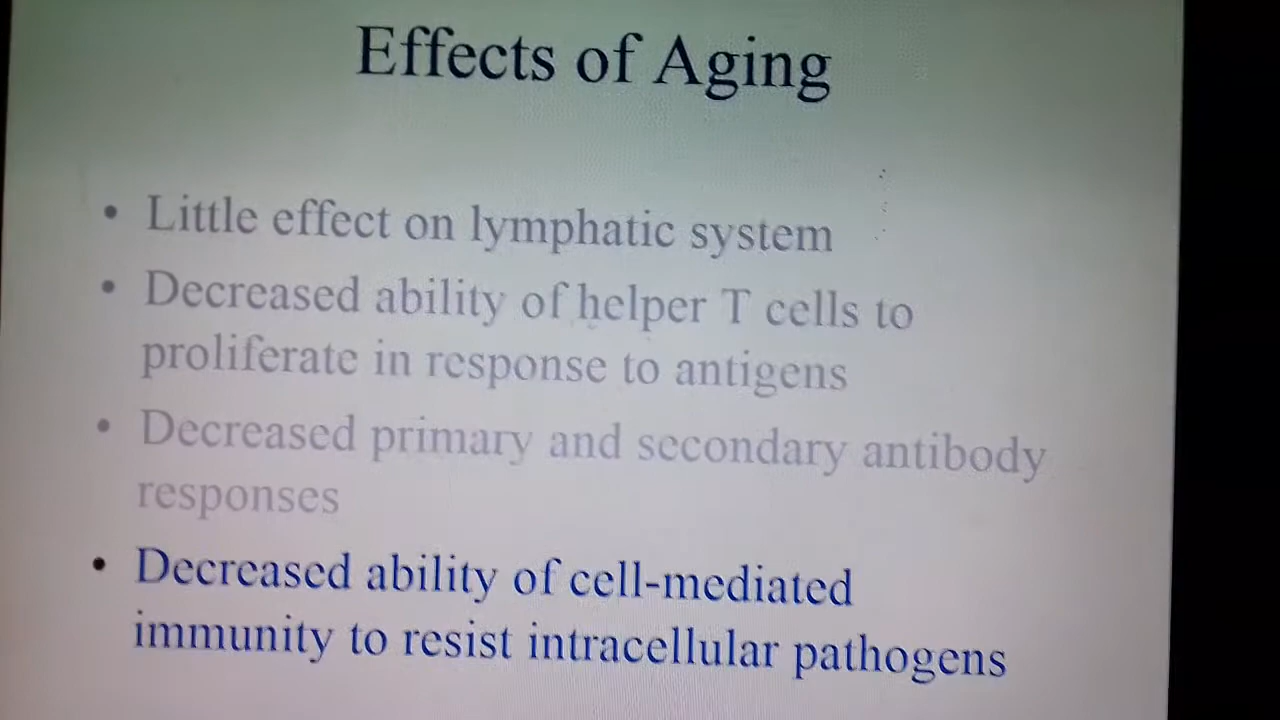 Effects of Aging
• Little effect on lymphatic system
• Decreased ability of helper T cells to
proliferate in response to antigens
• Decreased primary and secondary antibody
responses
• Decreased ability of cell-mediated
immunity to resist intracellular pathogens